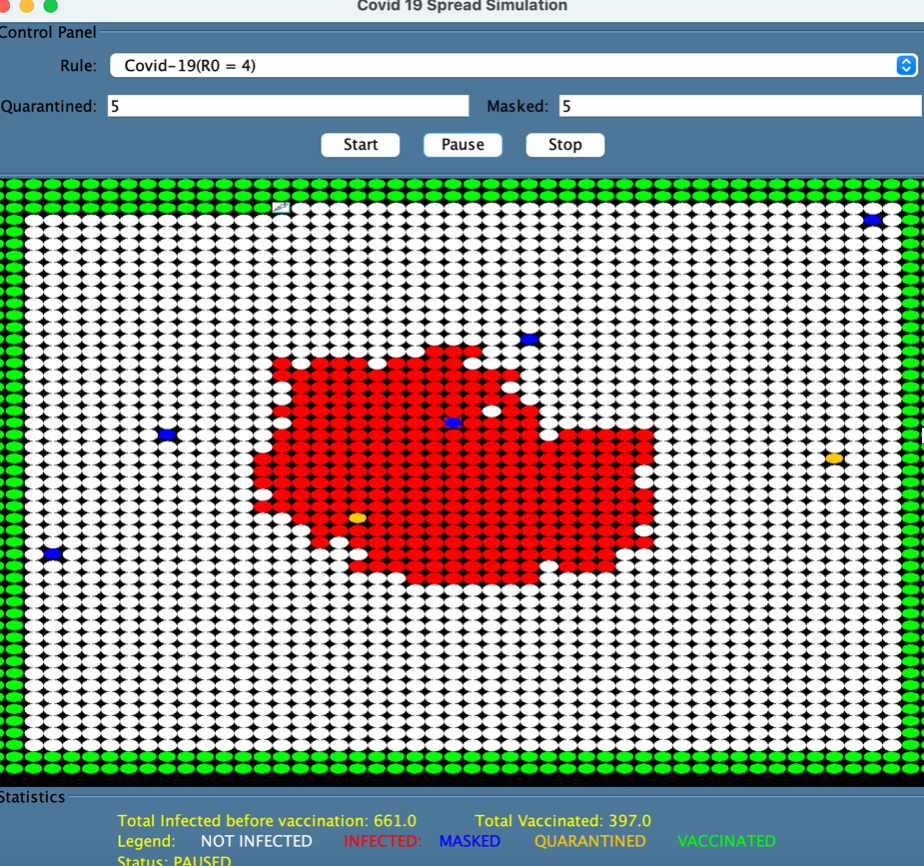 Covid 19 Spread Simulation
Control Panel
Rule: Covid-19(R0 = 4)
Quarantined: 5 Masked: 5
Start Pause Stop
Statistics
Total Infected before vaccination: 661.0 Total Vaccinated: 397.0
Legend: NOT INFECTED INFECTED: MASKED QUARANTINED VACCINATED
Status: PAUSED